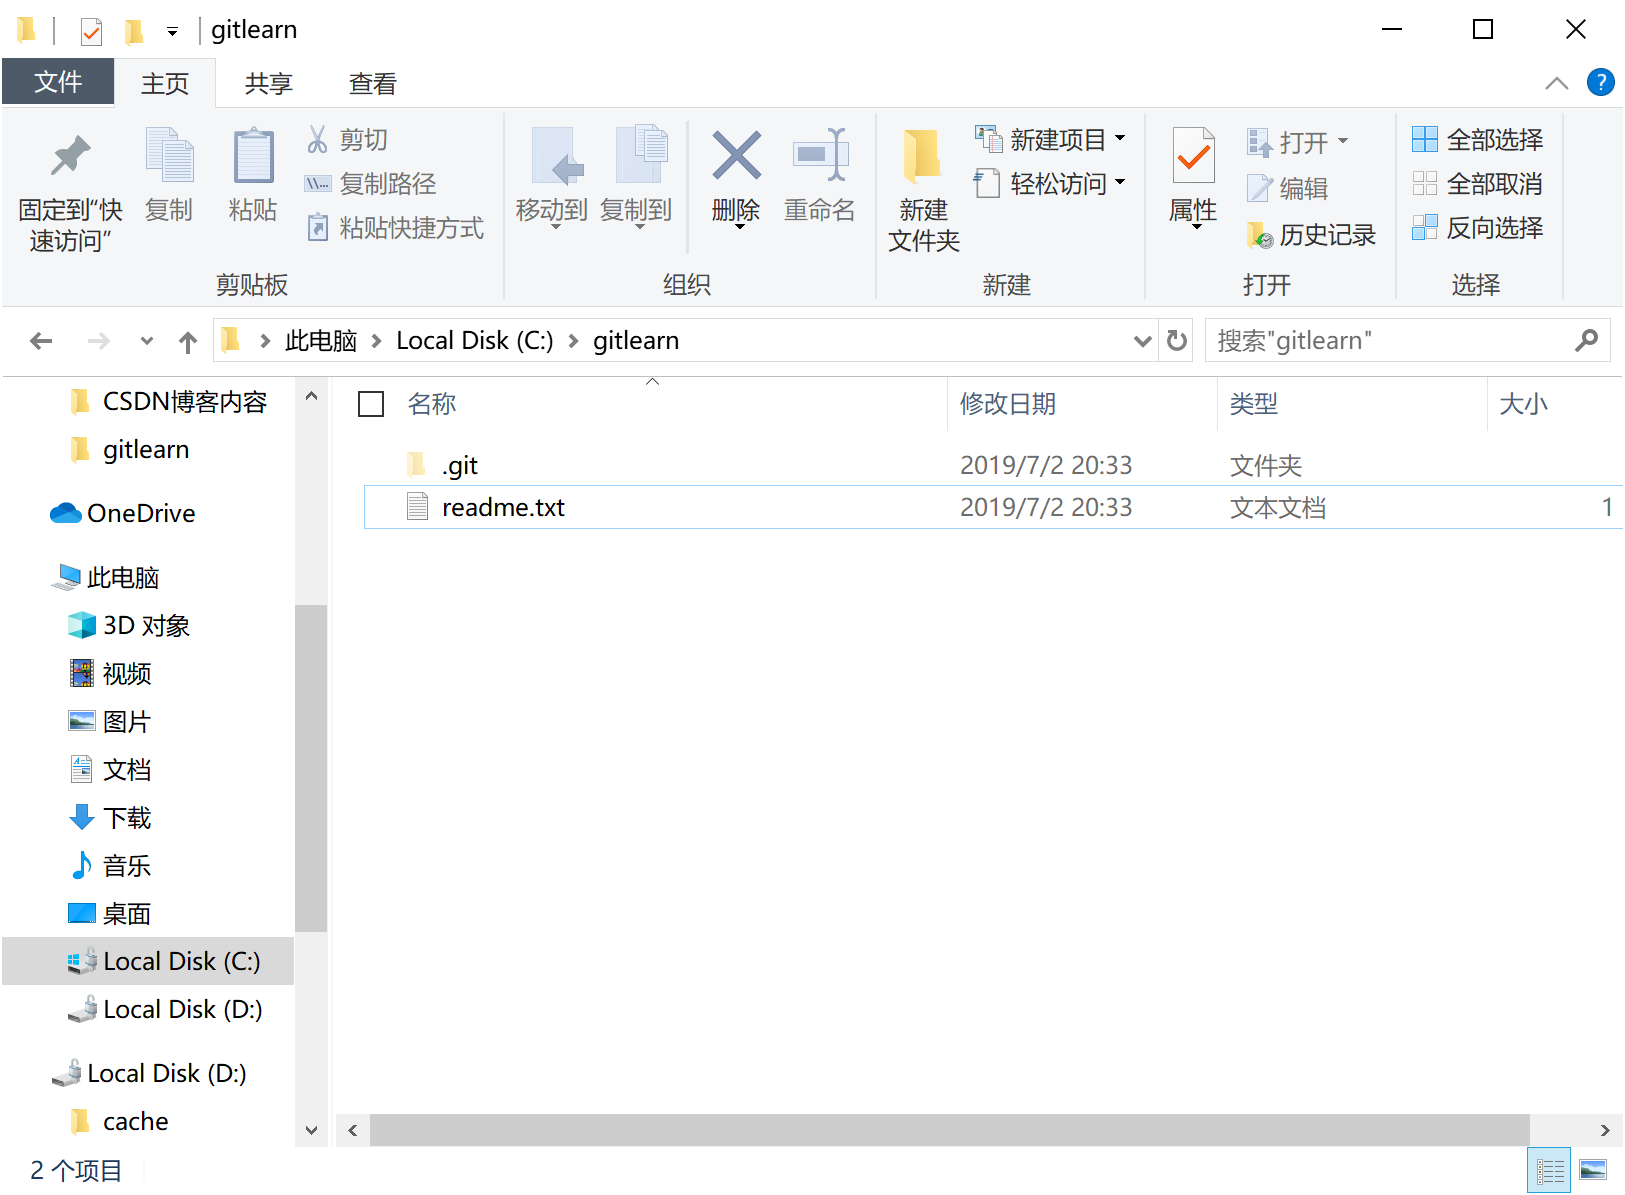 gitlearn
文件 主页 共享 查看
固定到“快
速访问”
复制
粘贴
剪切
复制路径
粘贴快捷方式
剪贴板
移动到
复制到
删除
重命名
组织
新建
文件夹
新建项目
轻松访问
新建
属性
打开
编辑
历史记录
打开
全部选择
全部取消
反向选择
选择
此电脑 Local Disk (C:) gitlearn
搜索"gitlearn"
CSDN博客内容
gitlearn
OneDrive
此电脑
3D 对象
视频
图片
文档
下载
音乐
桌面
Local Disk (C:)
Local Disk (D:)
Local Disk (D:)
cache
名称 修改日期 类型 大小
.git 2019/7/2 20:33 文件夹
readme.txt 2019/7/2 20:33 文本文档 1
2 个项目